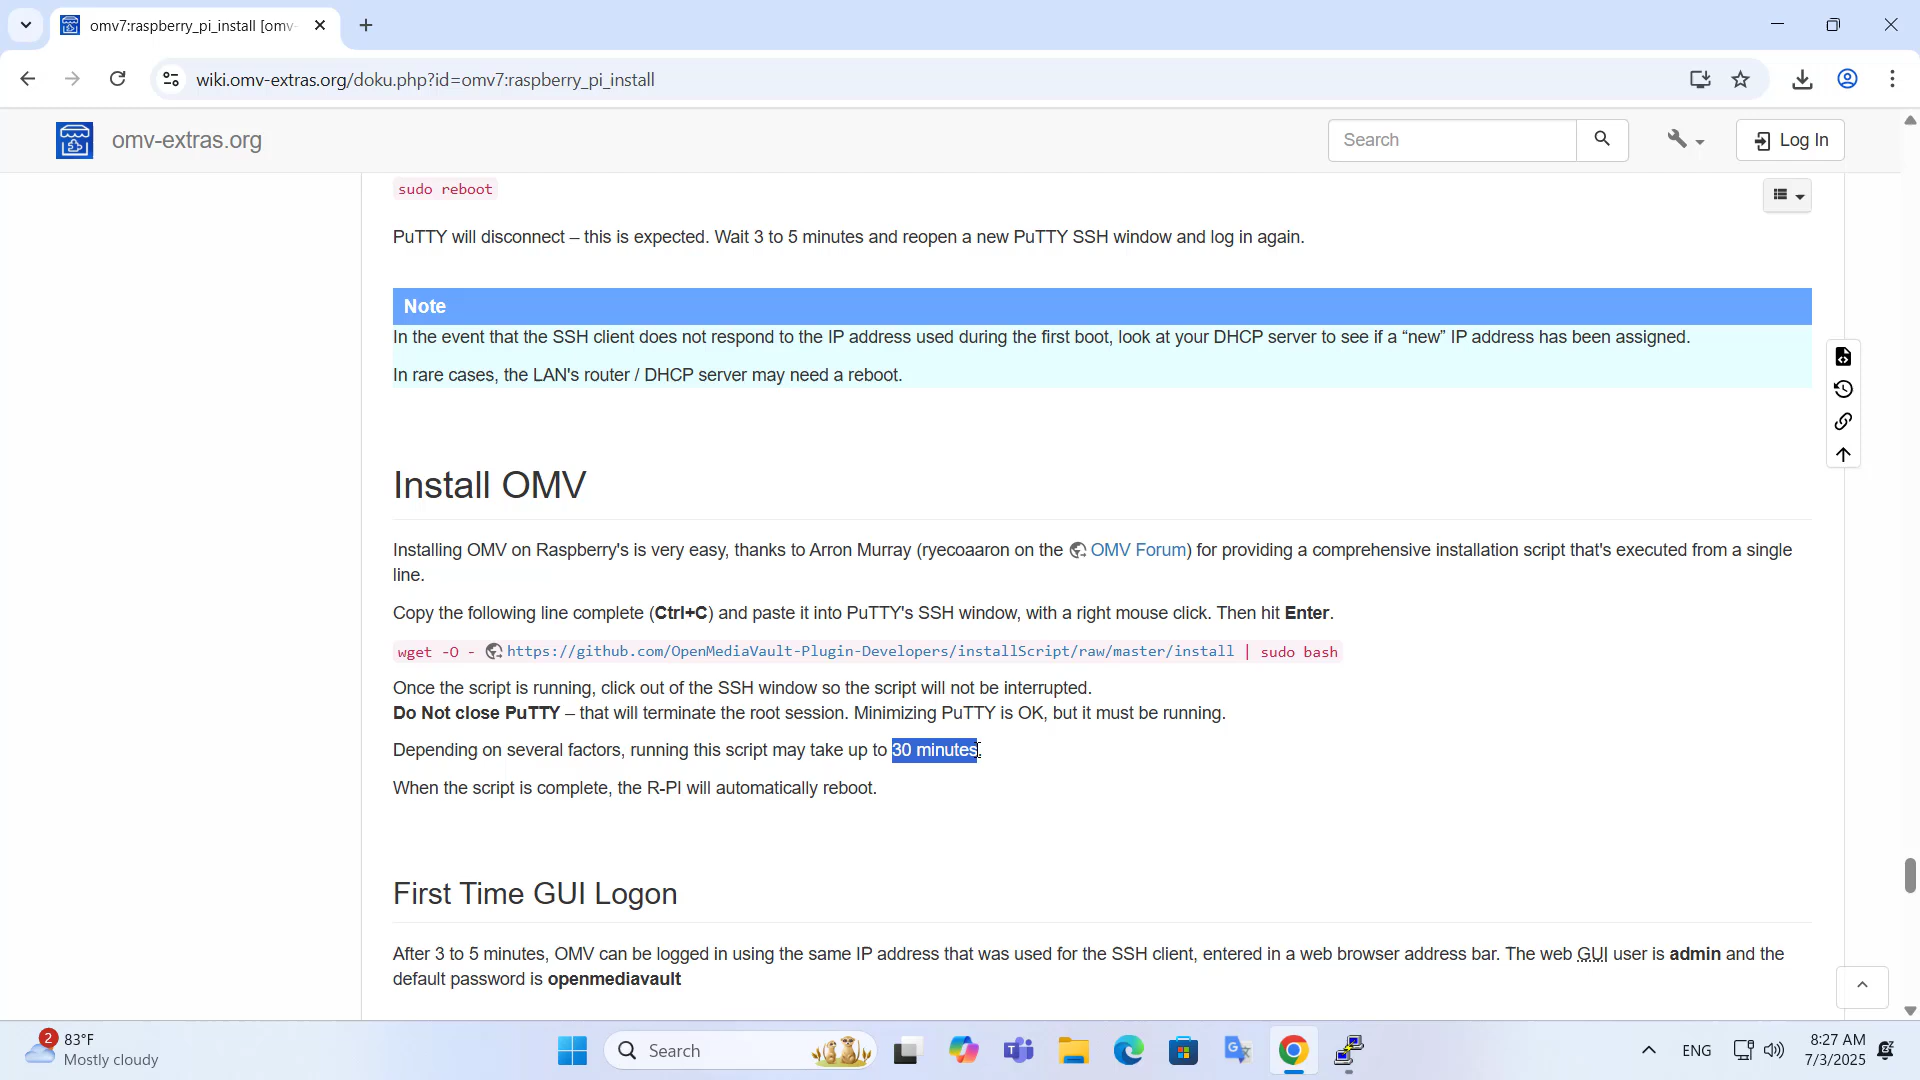 omv7:raspberry_pi_install [omv-
wiki.omv-extras.org/doku.php?id=omv7:raspberry_pi_install
omv-extras.org
Search
Log In
sudo reboot
PuTTY will disconnect – this is expected. Wait 3 to 5 minutes and reopen a new PuTTY SSH window and log in again.
Note
In the event that the SSH client does not respond to the IP address used during the first boot, look at your DHCP server to see if a “new” IP address has been assigned.
In rare cases, the LAN's router / DHCP server may need a reboot.
Install OMV
Installing OMV on Raspberry's is very easy, thanks to Arron Murray (ryecoaaron on the OMV Forum) for providing a comprehensive installation script that's executed from a single
line.
Copy the following line complete (Ctrl+C) and paste it into PuTTY's SSH window, with a right mouse click. Then hit Enter.
wget -O - https://github.com/OpenMediaVault-Plugin-Developers/installScript/raw/master/install | sudo bash
Once the script is running, click out of the SSH window so the script will not be interrupted.
Do Not close PuTTY – that will terminate the root session. Minimizing PuTTY is OK, but it must be running.
Depending on several factors, running this script may take up to 30 minutes.
When the script is complete, the R-PI will automatically reboot.
First Time GUI Logon
After 3 to 5 minutes, OMV can be logged in using the same IP address that was used for the SSH client, entered in a web browser address bar. The web GUI user is admin and the
default password is openmediavault
2
83°F
Mostly cloudy
Search
ENG
8:27 AM
7/3/2025